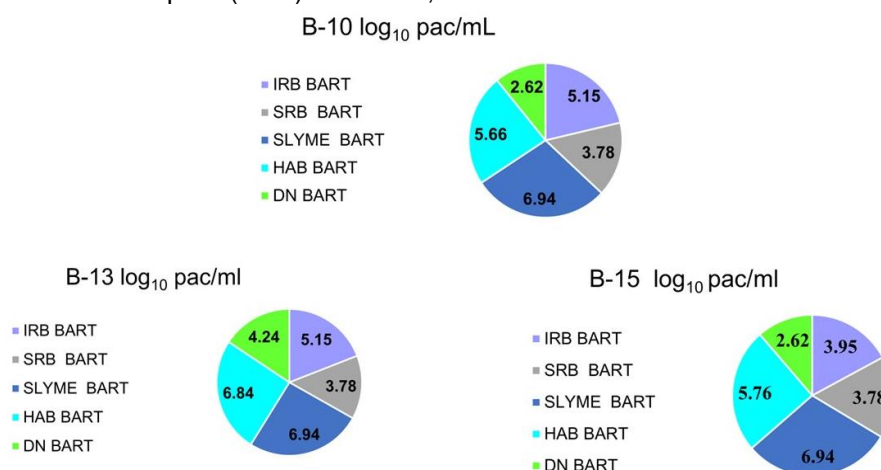 B-10 log₁₀ pac/mL
IRB BART
SRB BART
SLYME BART
HAB BART
DN BART
2.62
5.15
5.66
3.78
6.94
B-13 log₁₀ pac/ml
IRB BART
SRB BART
SLYME BART
HAB BART
DN BART
4.24
5.15
6.84
3.78
6.94
B-15 log₁₀ pac/ml
IRB BART
SRB BART
SLYME BART
HAB BART
DN BART
2.62
3.95
5.76
3.78
6.94